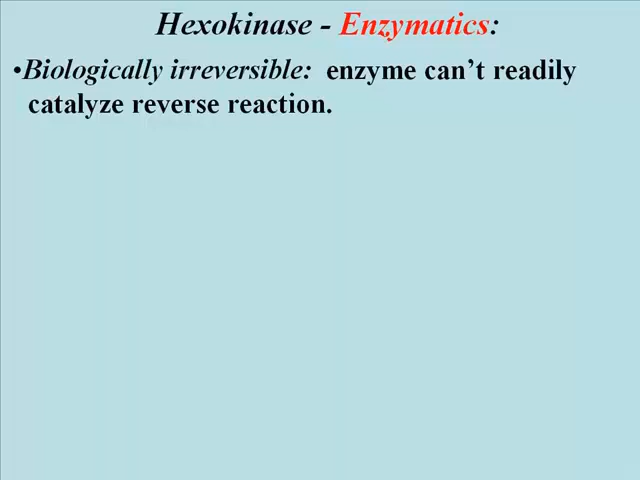 Hexokinase - Enzymatics:
•Biologically irreversible: enzyme can't readily
catalyze reverse reaction.